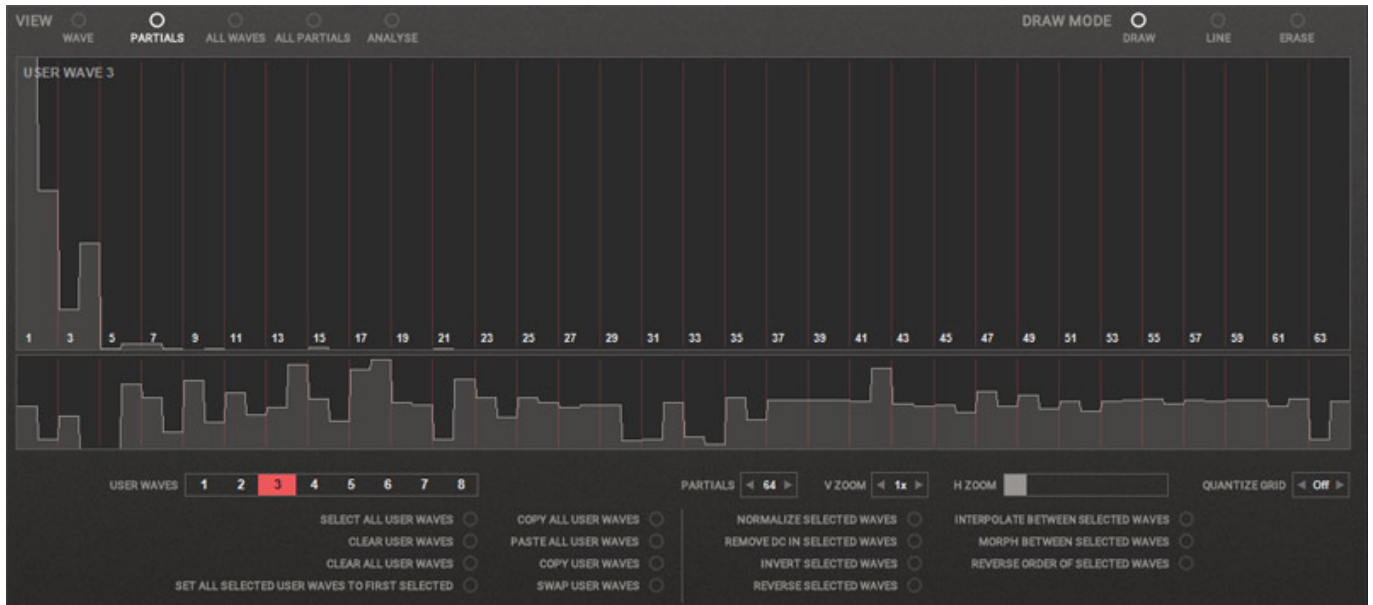 VIEW WAVE PARTIALS ALL WAVES ALL PARTIALS ANALYSE DRAW MODE DRAW LINE ERASE
USER WAVE 3
1 3 5 7 9 11 13 15 17 19 21 23 25 27 29 31 33 35 37 39 41 43 45 47 49 51 53 55 57 59 61 63
USER WAVES 1 2 3 4 5 6 7 8 PARTIALS 64 V ZOOM 1x H ZOOM QUANTIZE GRID Off
SELECT ALL USER WAVES COPY ALL USER WAVES NORMALIZE SELECTED WAVES INTERPOLATE BETWEEN SELECTED WAVES
CLEAR USER WAVES PASTE ALL USER WAVES REMOVE DC IN SELECTED WAVES MORPH BETWEEN SELECTED WAVES
CLEAR ALL USER WAVES COPY USER WAVES INVERT SELECTED WAVES REVERSE ORDER OF SELECTED WAVES
SET ALL SELECTED USER WAVES TO FIRST SELECTED SWAP USER WAVES REVERSE SELECTED WAVES